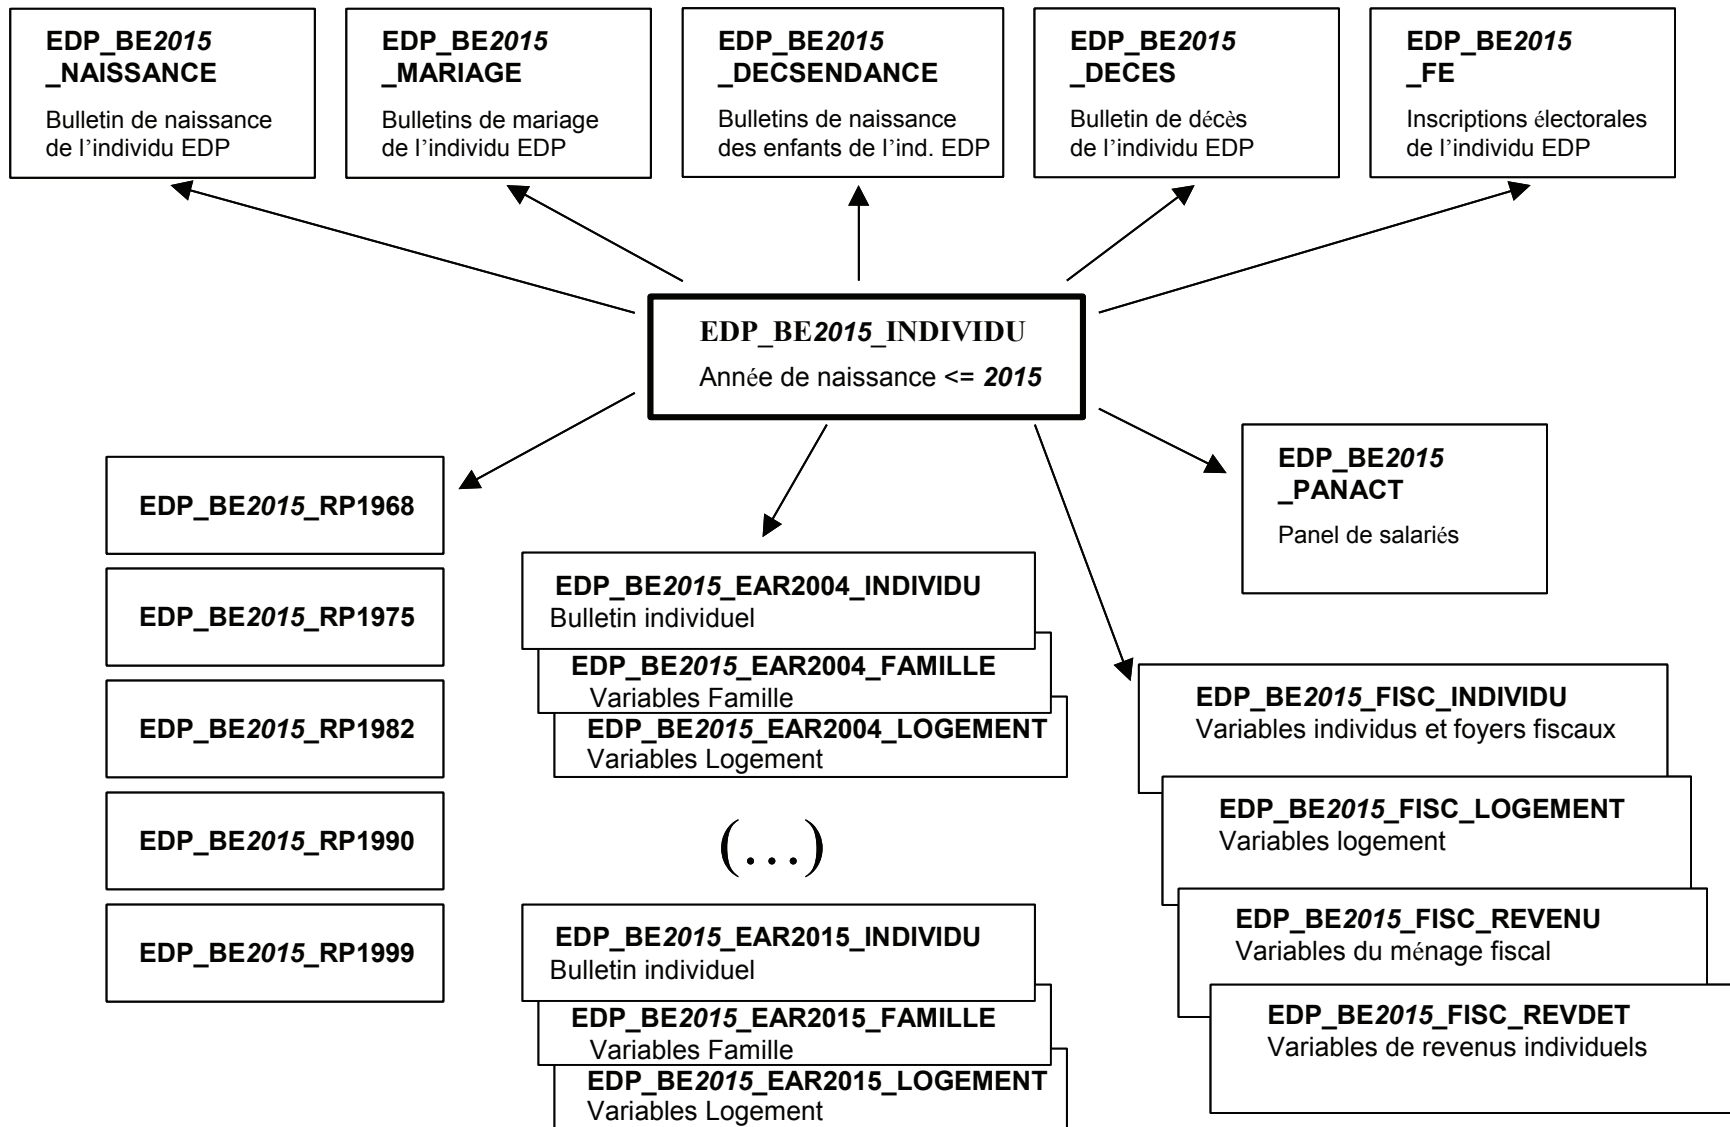 EDP_BE2015
_NAISSANCE
Bulletin de naissance
de l’individu EDP
EDP_BE2015
_MARIAGE
Bulletins de mariage
de l’individu EDP
EDP_BE2015
_DECSENDANCE
Bulletins de naissance
des enfants de l’ind. EDP
EDP_BE2015
_DECES
Bulletin de décès
de l’individu EDP
EDP_BE2015
_FE
Inscriptions électorales
de l’individu EDP
EDP_BE2015_INDIVIDU
Année de naissance <= 2015
EDP_BE2015_RP1968
EDP_BE2015_RP1975
EDP_BE2015_RP1982
EDP_BE2015_RP1990
EDP_BE2015_RP1999
EDP_BE2015_EAR2004_INDIVIDU
Bulletin individuel
EDP_BE2015_EAR2004_FAMILLE
Variables Famille
EDP_BE2015_EAR2004_LOGEMENT
Variables Logement
(…)
EDP_BE2015_EAR2015_INDIVIDU
Bulletin individuel
EDP_BE2015_EAR2015_FAMILLE
Variables Famille
EDP_BE2015_EAR2015_LOGEMENT
Variables Logement
EDP_BE2015
_PANACT
Panel de salariés
EDP_BE2015_FISC_INDIVIDU
Variables individus et foyers fiscaux
EDP_BE2015_FISC_LOGEMENT
Variables logement
EDP_BE2015_FISC_REVENU
Variables du ménage fiscal
EDP_BE2015_FISC_REVDET
Variables de revenus individuels